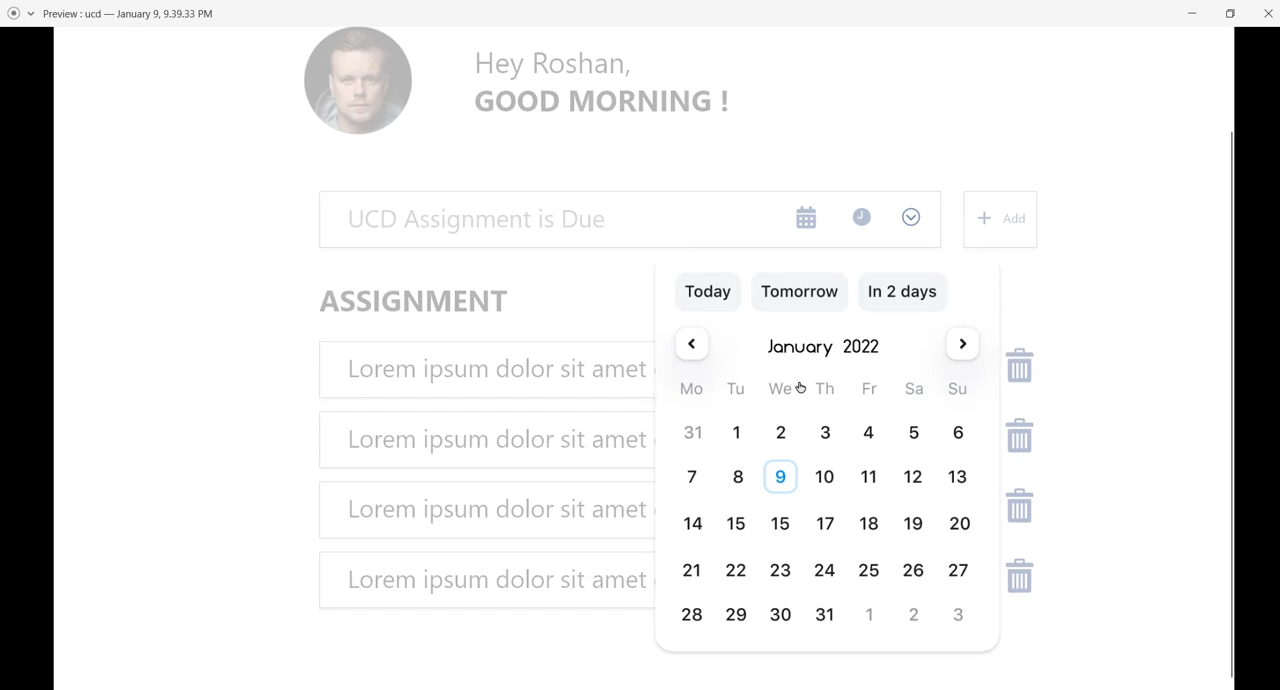 Preview : ucd — January 9, 9.39.33 PM
Hey Roshan,
GOOD MORNING !
UCD Assignment is Due
+ Add
ASSIGNMENT
Today Tomorrow In 2 days
January 2022
Mo Tu We Th Fr Sa Su
31 1 2 3 4 5 6
7 8 9 10 11 12 13
14 15 15 17 18 19 20
21 22 23 24 25 26 27
28 29 30 31 1 2 3
Lorem ipsum dolor sit amet
Lorem ipsum dolor sit amet
Lorem ipsum dolor sit amet
Lorem ipsum dolor sit amet